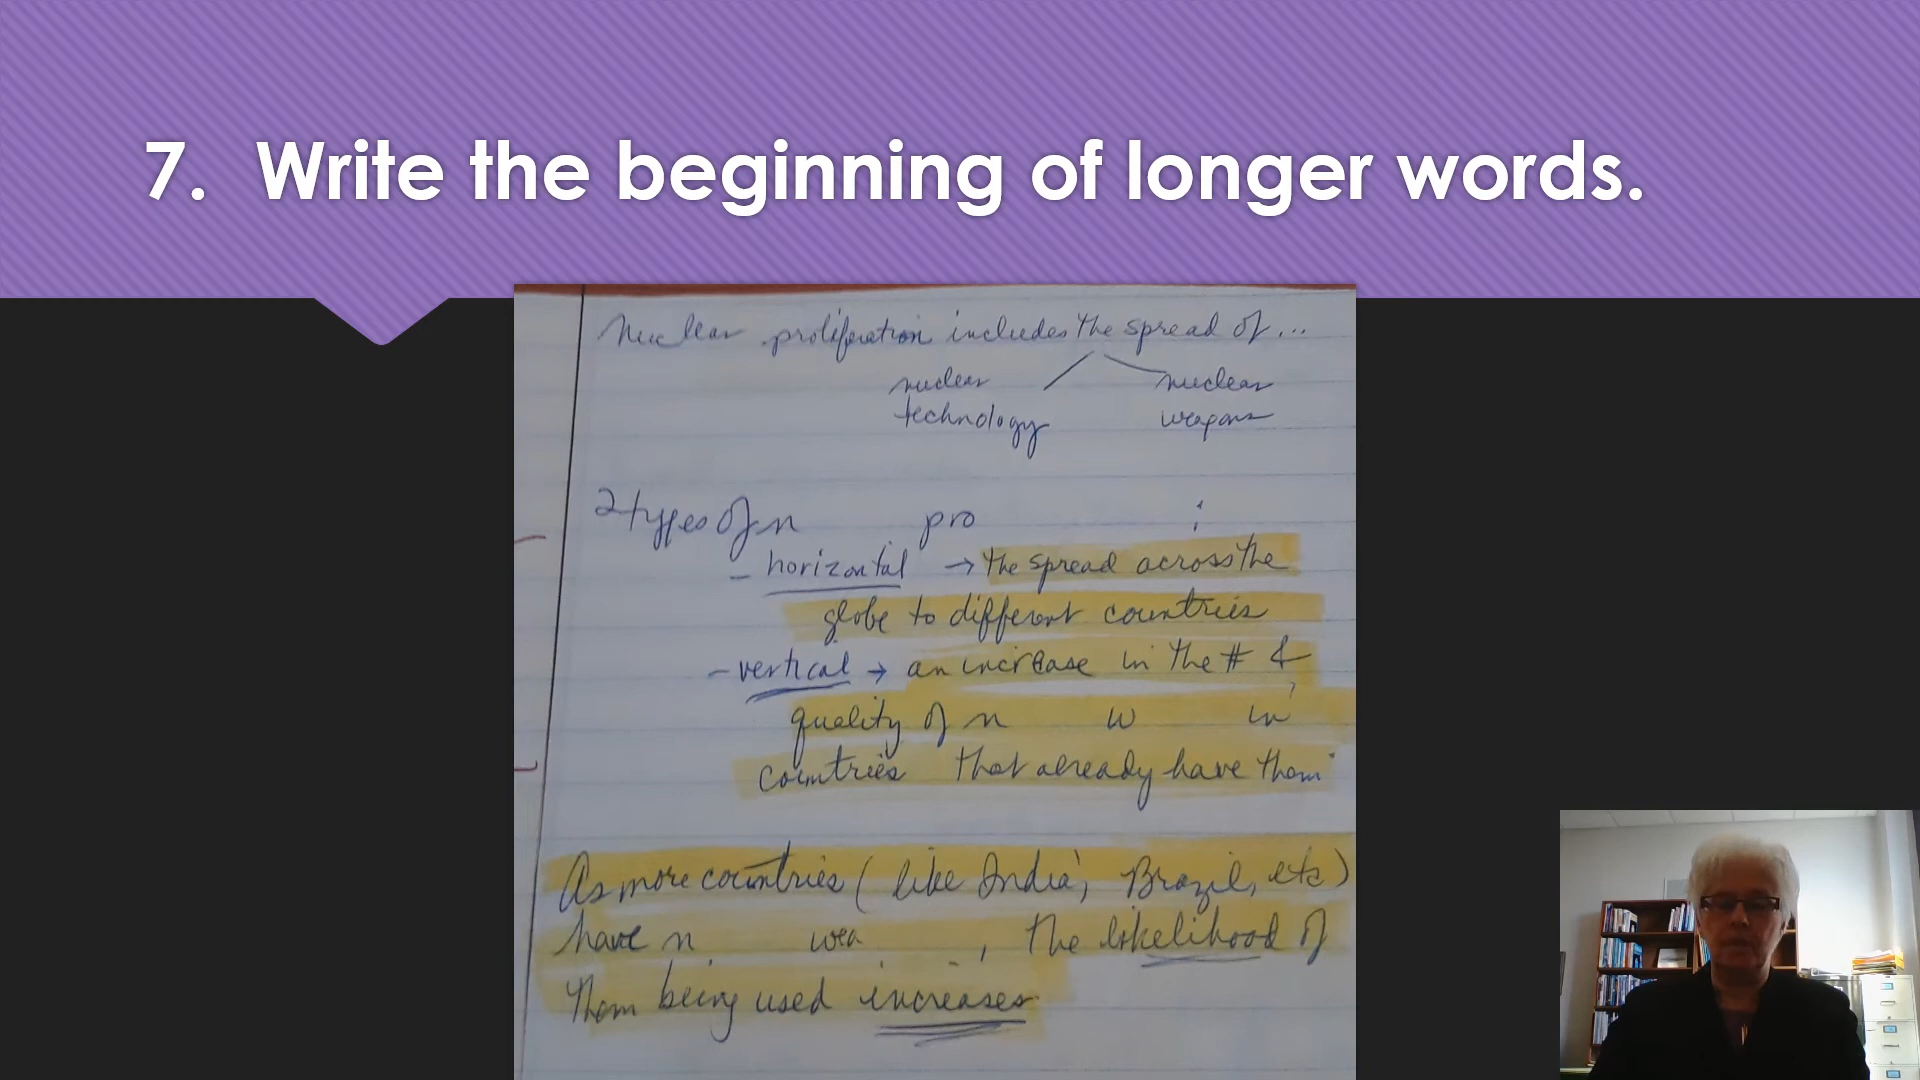 7. Write the beginning of longer words.
Nuclear proliferation includes the spread of...
nuclear nuclear
technology weapons
2 types of n pro :
- horizontal → the spread across the
globe to different countries
- vertical → an increase in the # &
quality of n w in
countries that already have them
As more countries (like India, Brazil, etc)
have n wea , the likelihood of
them being used increases